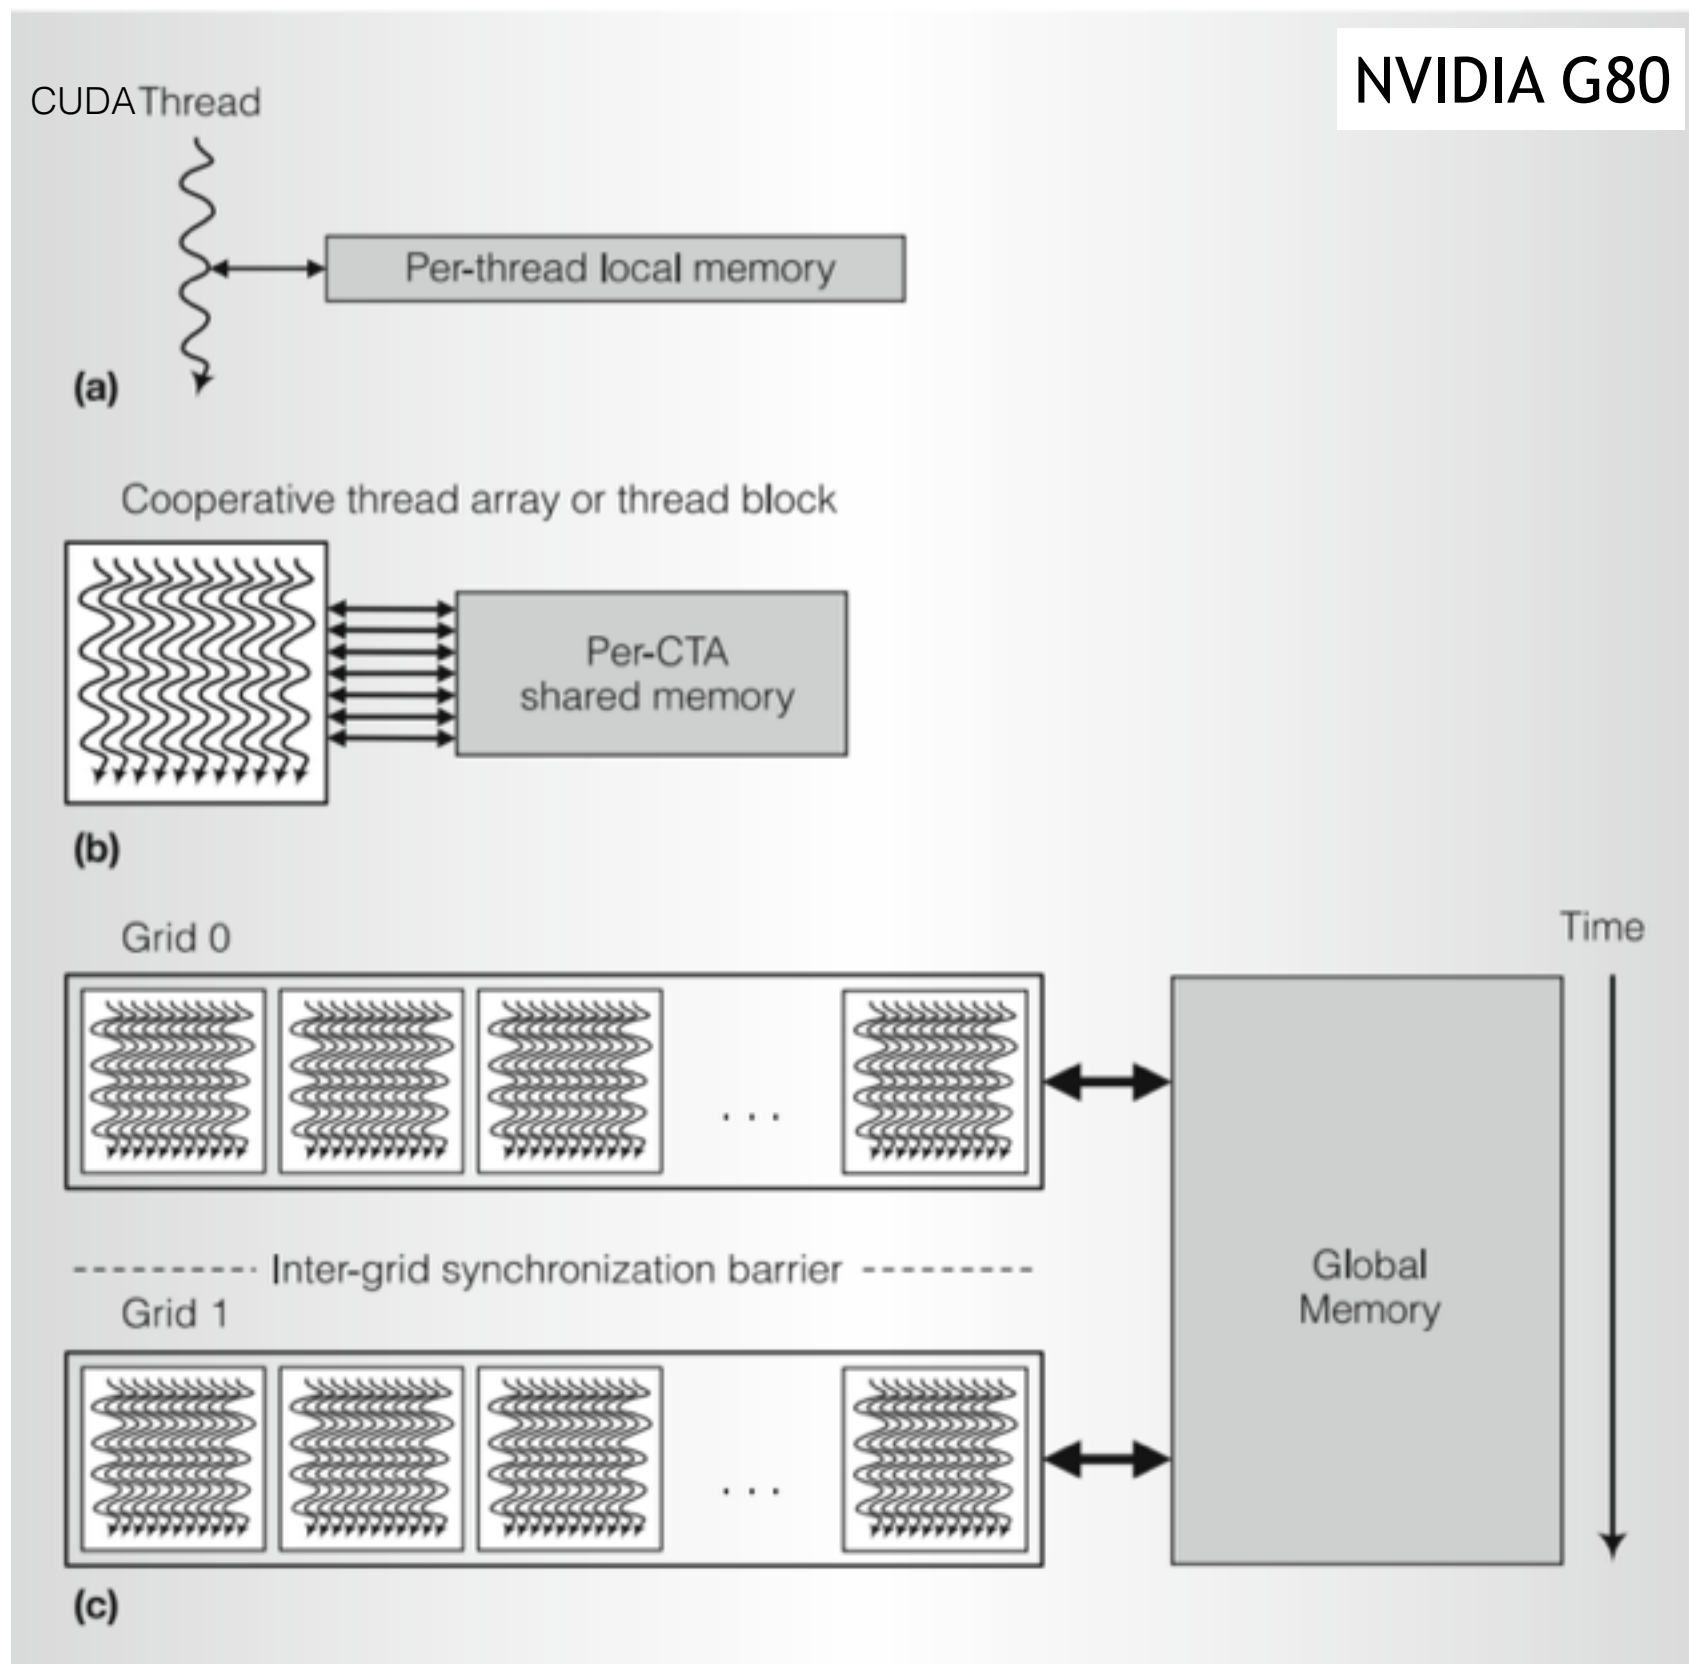 NVIDIA G80
CUDA Thread
Per-thread local memory
(a)
Cooperative thread array or thread block
Per-CTA
shared memory
(b)
Grid 0
Time
. . .
Inter-grid synchronization barrier
Global
Memory
Grid 1
. . .
(c)